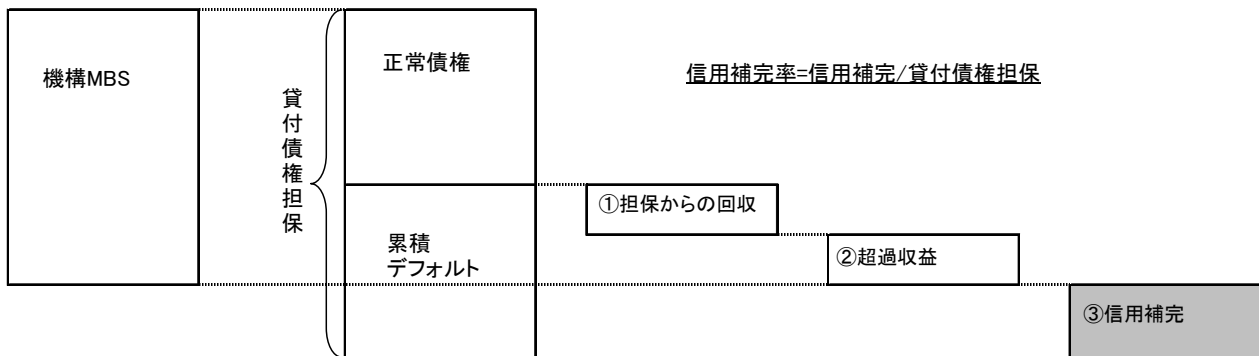 機構MBS
貸付債権担保
正常債権
信用補完率=信用補完/貸付債権担保
①担保からの回収
累積
デフォルト
②超過収益
③信用補完